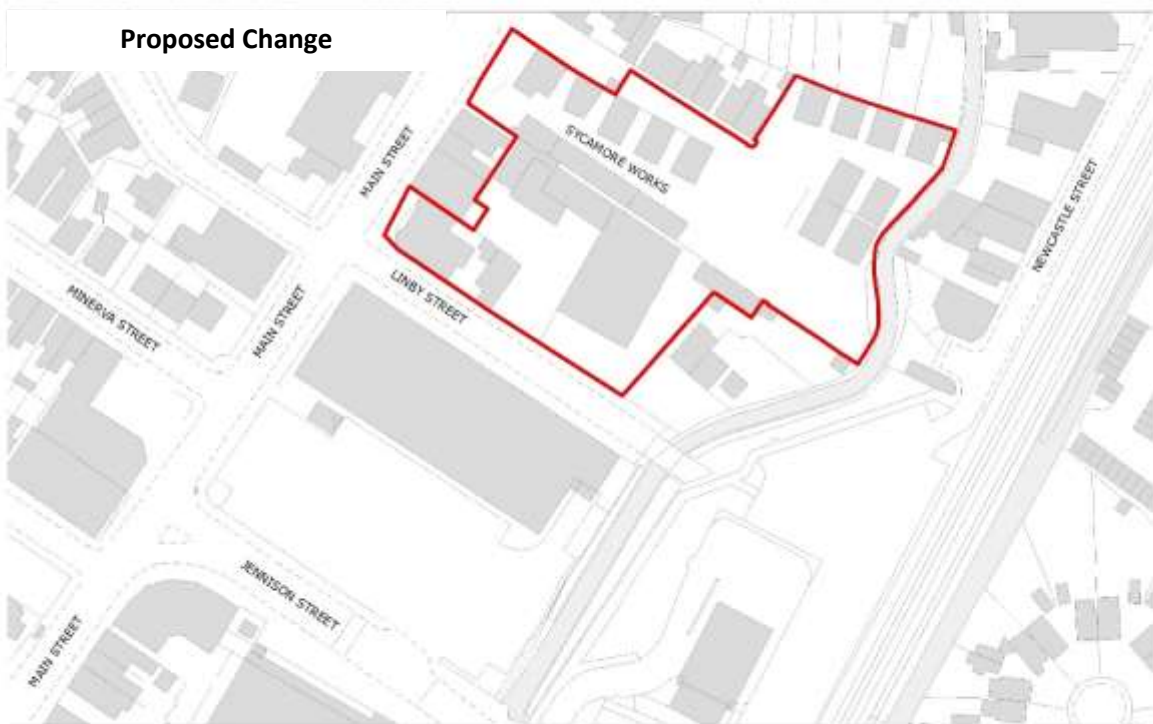 Proposed Change
MAIN STREET
SYCAMORE WORKS
NEWCASTLE STREET
LINBY STREET
MINERVA STREET
MAIN STREET
JENNISON STREET
MAIN STREET